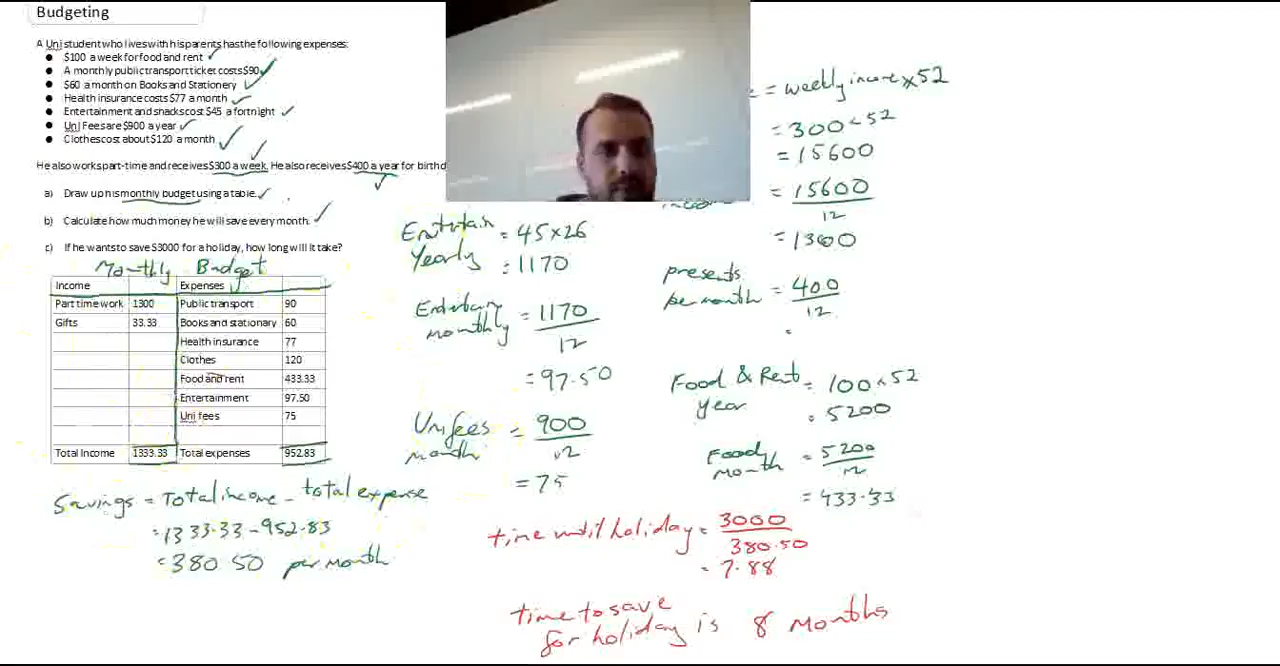 Budgeting
A Uni student who lives with his parents has the following expenses:
$100 a week for food and rent
A monthly public transport ticket costs $90
$60 a month on Books and Stationery
Health insurance costs $77 a month
Entertainment and snacks cost $45 a fortnight
Uni Fees are $900 a year
Clothes cost about $120 a month
He also works part-time and receives $300 a week. He also receives $400 a year for birthd
a) Draw up his monthly budget using a table.
b) Calculate how much money he will save every month.
c) If he wants to save $3000 for a holiday, how long will it take?
Monthly Budget
Income Expenses
Part time work 1300 Public transport 90
Gifts 33.33 Books and stationary 60
Health insurance 77
Clothes 120
Food and rent 433.33
Entertainment 97.50
Uni fees 75
Total Income 1333.33 Total expenses 952.83
Savings = Total income - total expense
= 1333.33 - 952.83
= 380.50 per month
Entertain Yearly = 45 × 26
= 1170
monthly = 1170
12
= 97.50
Uni fees month = 900
12
= 75
= weekly income × 52
= 300 × 52
= 15600
= 15600
12
= 1300
presents per month = 400
12
=
Food & Rent year = 100 × 52
= 5200
Food month = 5200
12
= 433.33
time until holiday = 3000
380.50
= 7.88
time to save
for holiday is 8 months